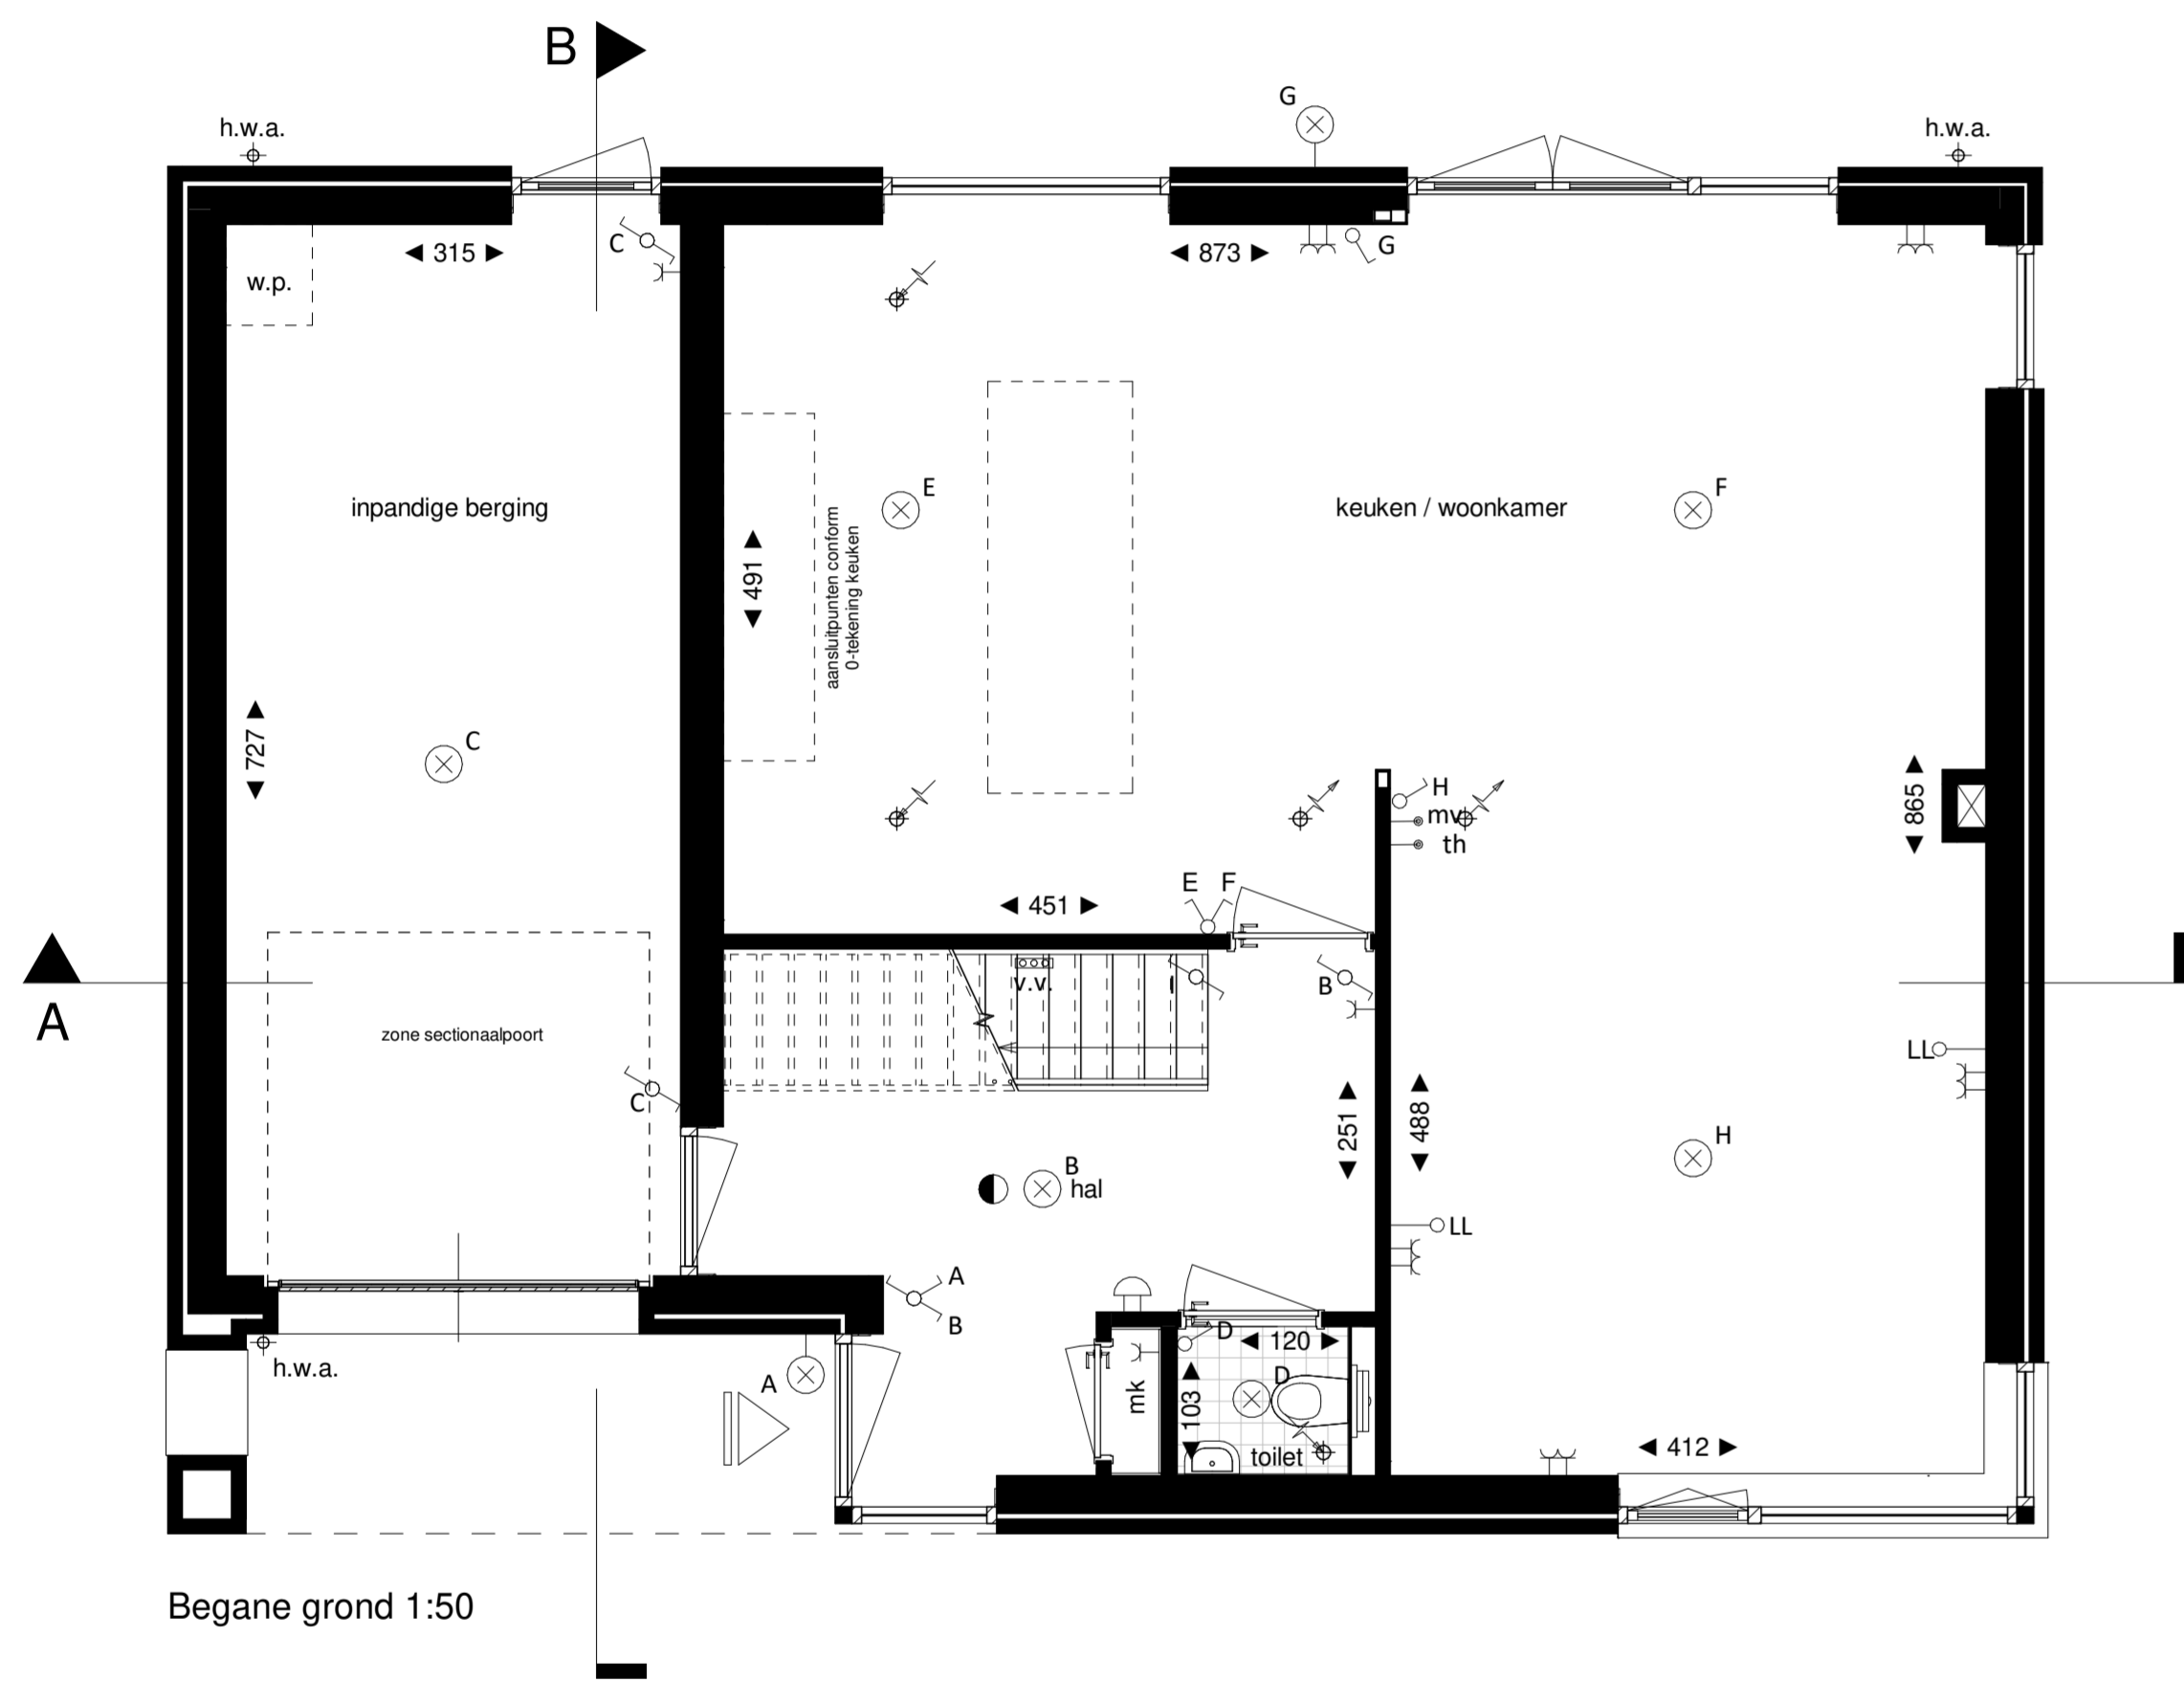 B
G
h.w.a.
h.w.a.
C
315
873
G
w.p.
E
F
inpandige berging
keuken / woonkamer
aansluitpunten conform
0-tekening keuken
491
727
C
H
mv
th
865
E F
451
v.v.
I
B
A
zone sectionaalpoort
C
LL
251
488
H
B
hal
LL
A
B
D
120
h.w.a.
A
D
mk
103
toilet
412
Begane grond 1:50